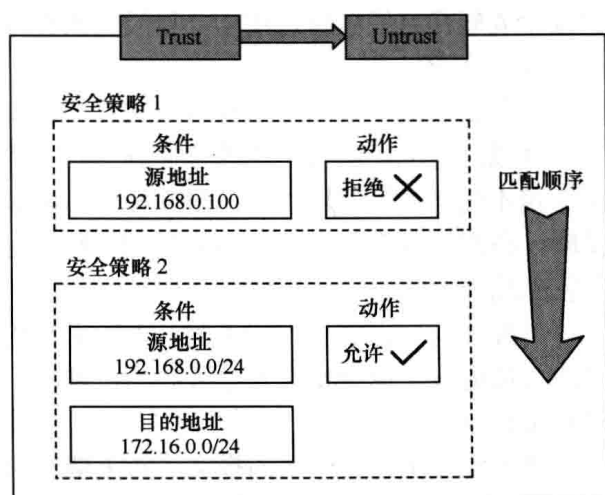 Trust
Untrust
安全策略 1
条件
动作
源地址
192.168.0.100
拒绝
匹配顺序
安全策略 2
条件
动作
源地址
192.168.0.0/24
允许
目的地址
172.16.0.0/24